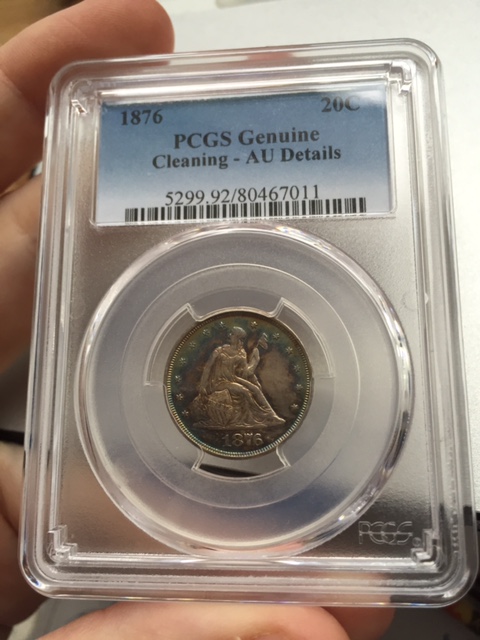 1876 20C
PCGS Genuine
Cleaning - AU Details
5299.92/80467011
1876
PCGS